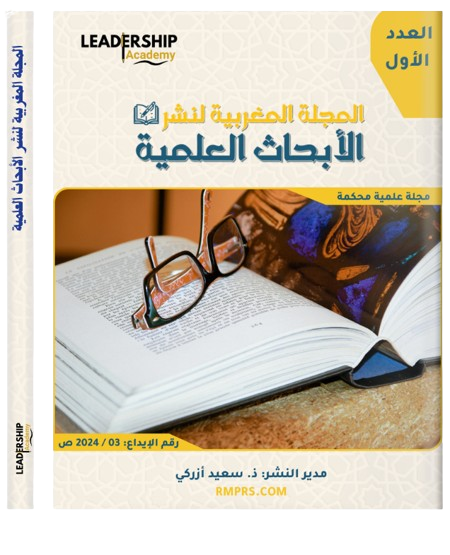 LEADERSHIP
Academy
العدد
الأول
المجلة المغربية لنشر
الأبحاث العلمية
مجلة علمية محكمة
رقم الإيداع: 03 / 2024 ص
مدير النشر: ذ. سعيد أزركي
RMPRS.COM
المجلة المغربية لنشر الأبحاث العلمية
LEADERSHIP